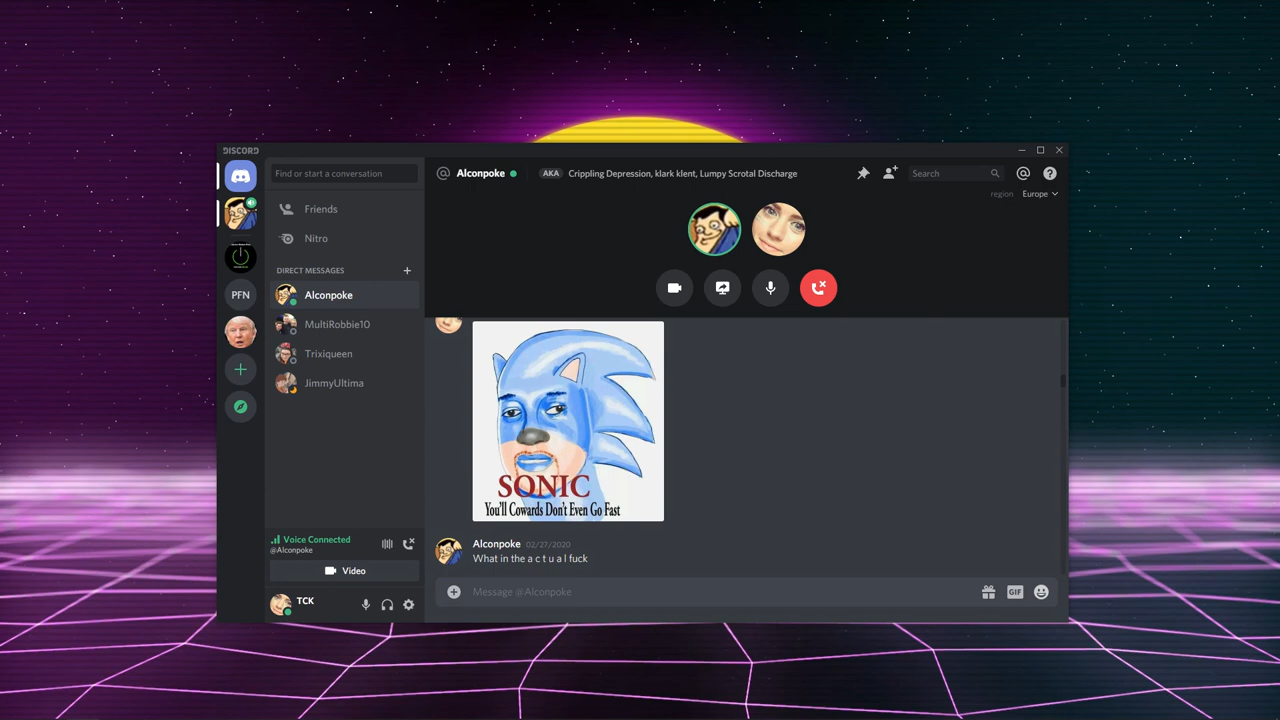 DISCORD
Find or start a conversation
Friends
Nitro
DIRECT MESSAGES
Alconpoke
MultiRobbie10
Trixiqueen
JimmyUltima
PFN
Voice Connected
@Alconpoke
Video
TCK
Alconpoke
AKA Crippling Depression, klark klent, Lumpy Scrotal Discharge
Search
region Europe
SONIC
You'll Cowards Don't Even Go Fast
Alconpoke 02/27/2020
What in the a c t u a l fuck
Message @Alconpoke
GIF